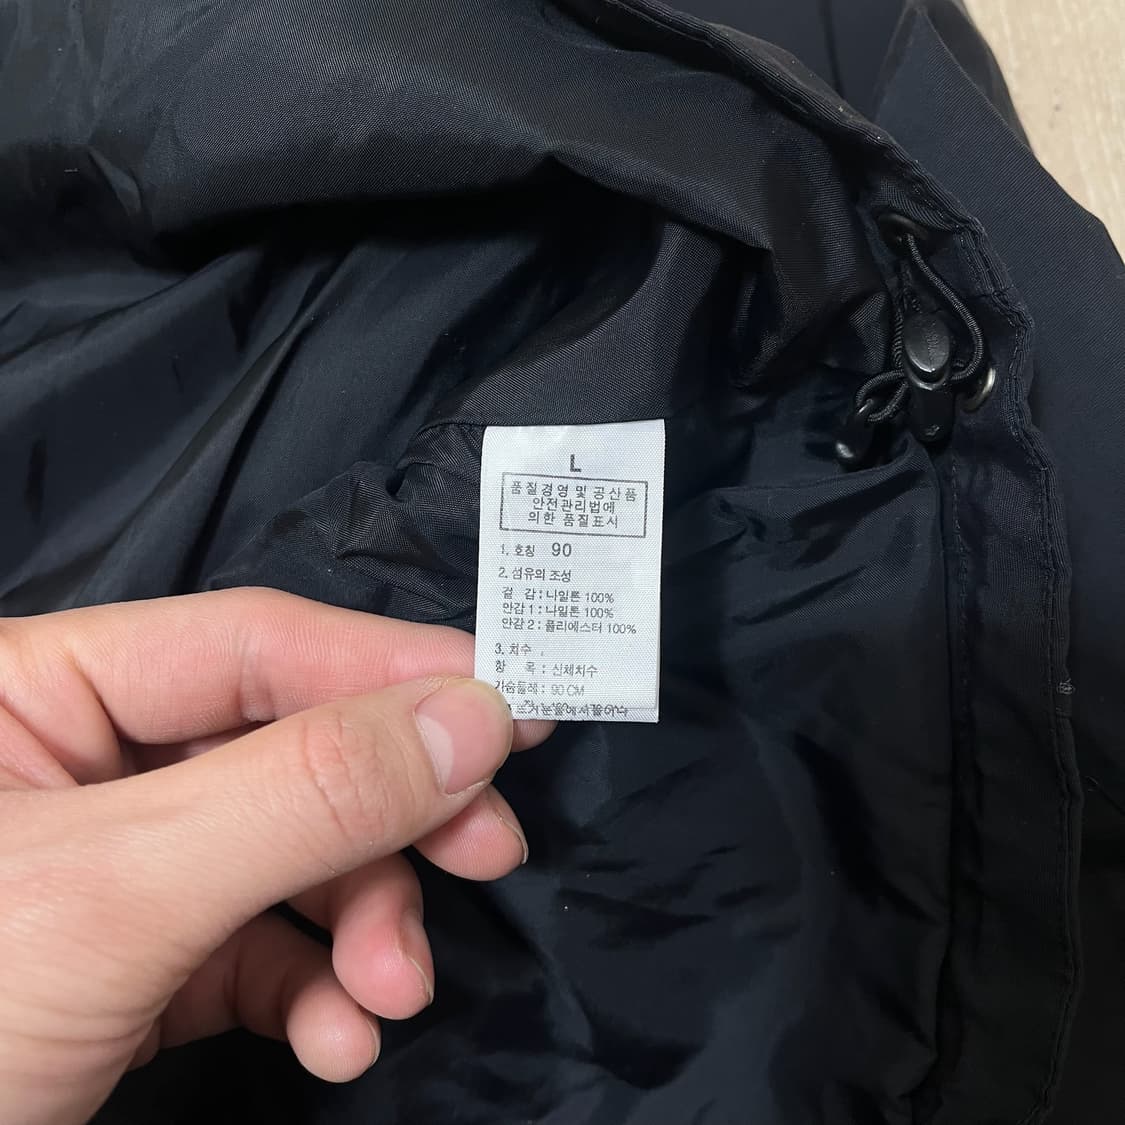 L
품질경영 및 공산품
안전관리법에
의한 품질표시
1. 호칭 90
2. 섬유의 조성
겉 감 : 나일론 100%
안감 1 : 나일론 100%
안감 2 : 폴리에스터 100%
3. 치수
항 목 : 신체치수
가슴둘레 : 90 CM